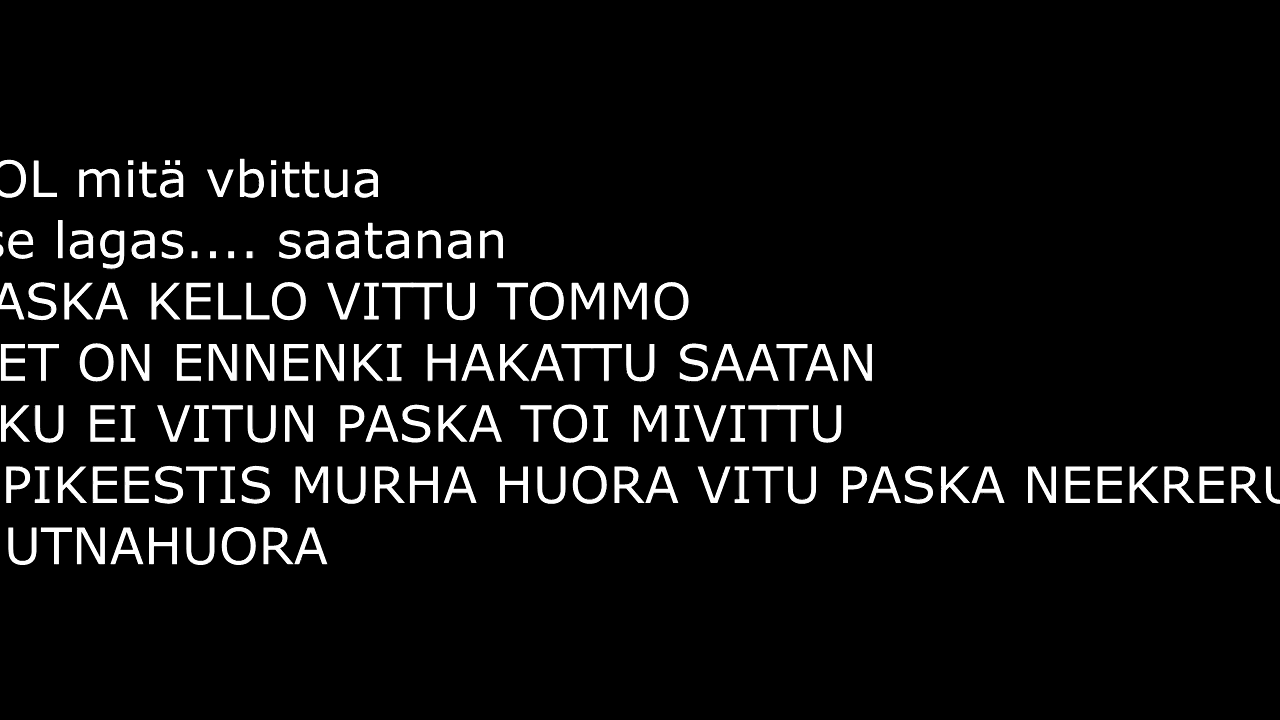 OL mitä vbittua
se lagas.... saatanan
ASKA KELLO VITTU TOMMO
ET ON ENNENKI HAKATTU SAATAN
KU EI VITUN PASKA TOI MIVITTU
PIKEESTIS MURHA HUORA VITU PASKA NEEKRERU
UTNAHUORA